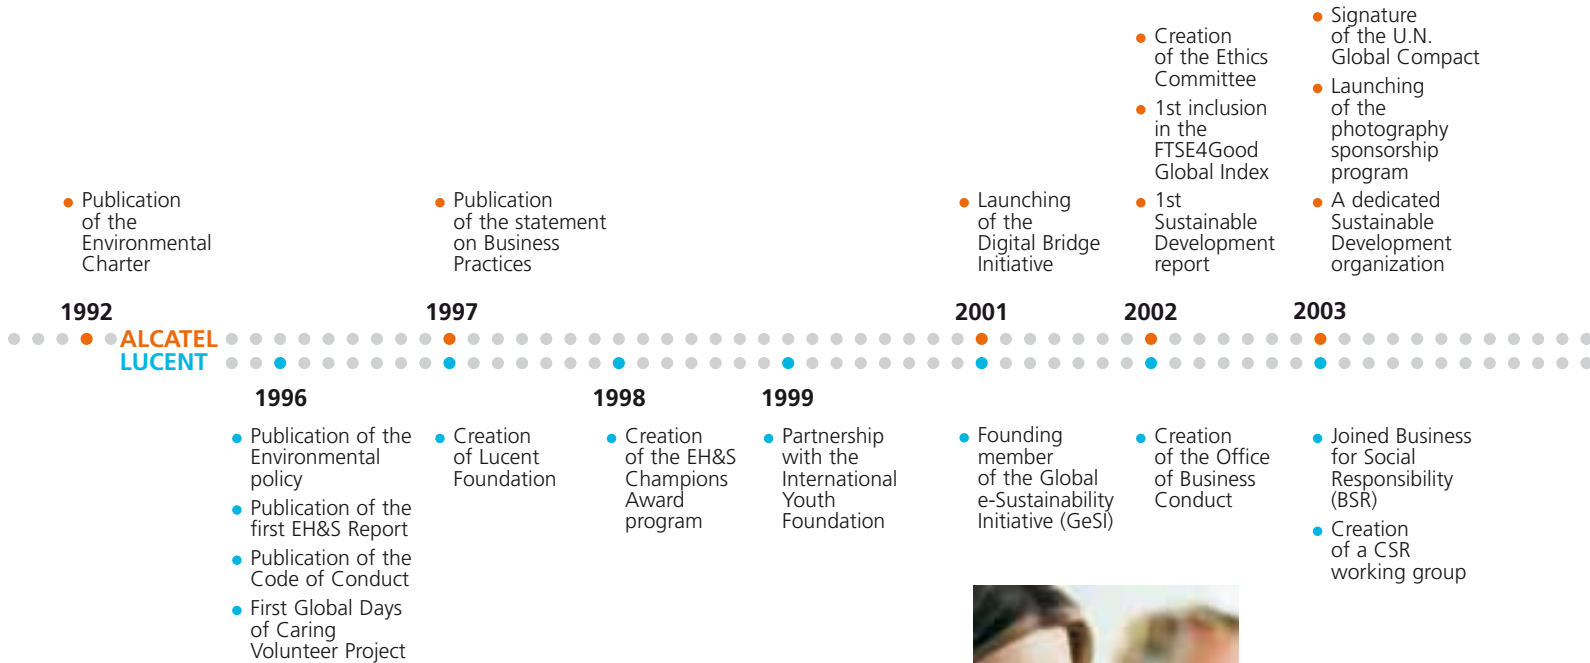 1992
Publication
of the
Environmental
Charter
1997
Publication
of the statement
on Business
Practices
2001
Launching
of the
Digital Bridge
Initiative
2002
Creation
of the Ethics
Committee
1st inclusion
in the
FTSE4Good
Global Index
1st
Sustainable
Development
report
2003
Signature
of the U.N.
Global Compact
Launching
of the
photography
sponsorship
program
A dedicated
Sustainable
Development
organization
ALCATEL
LUCENT
1996
Publication of the
Environmental
policy
Publication of the
first EH&S Report
Publication of the
Code of Conduct
First Global Days
of Caring
Volunteer Project
Creation
of Lucent
Foundation
1998
Creation
of the EH&S
Champions
Award
program
1999
Partnership
with the
International
Youth
Foundation
Founding
member
of the Global
e-Sustainability
Initiative (GeSI)
Creation
of the Office
of Business
Conduct
Joined Business
for Social
Responsibility
(BSR)
Creation
of a CSR
working group